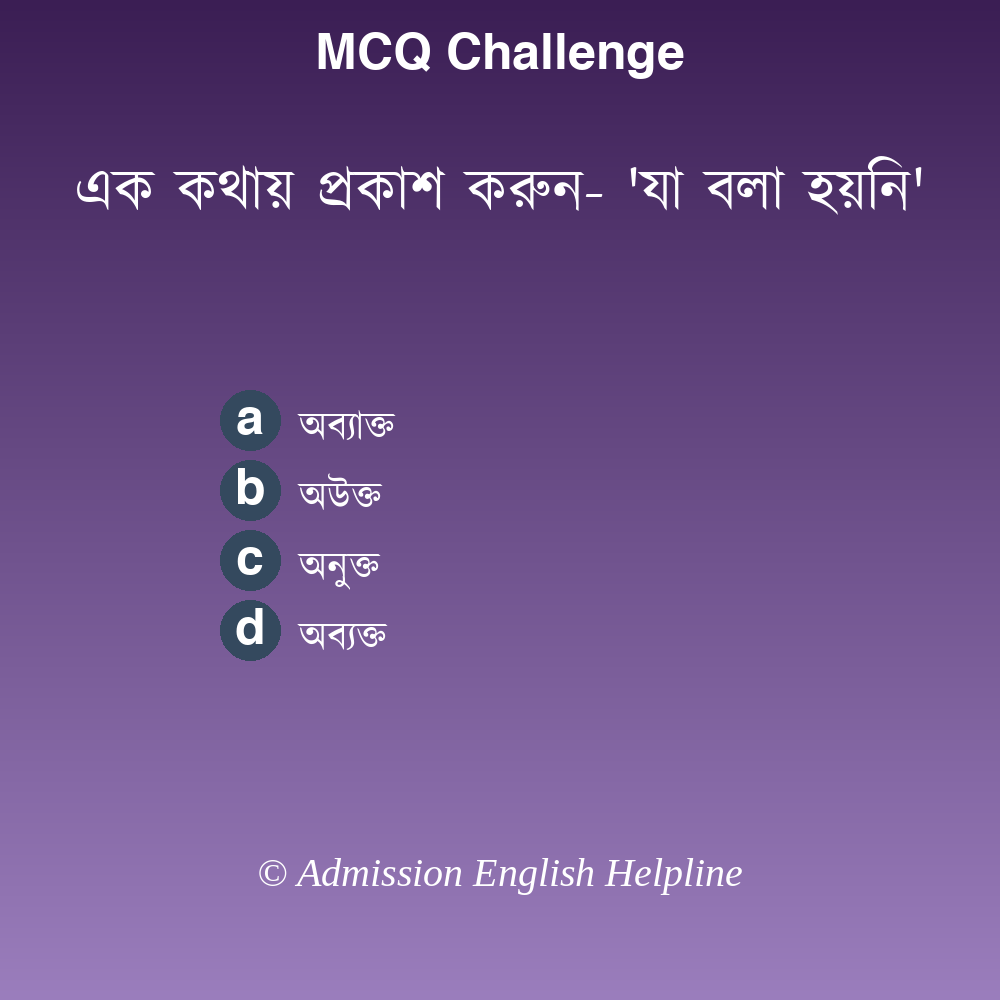 MCQ Challenge
এক কথায় প্রকাশ করুন- 'যা বলা হয়নি'
a অব্যাক্ত
b অউক্ত
c অনুক্ত
d অব্যক্ত
© Admission English Helpline